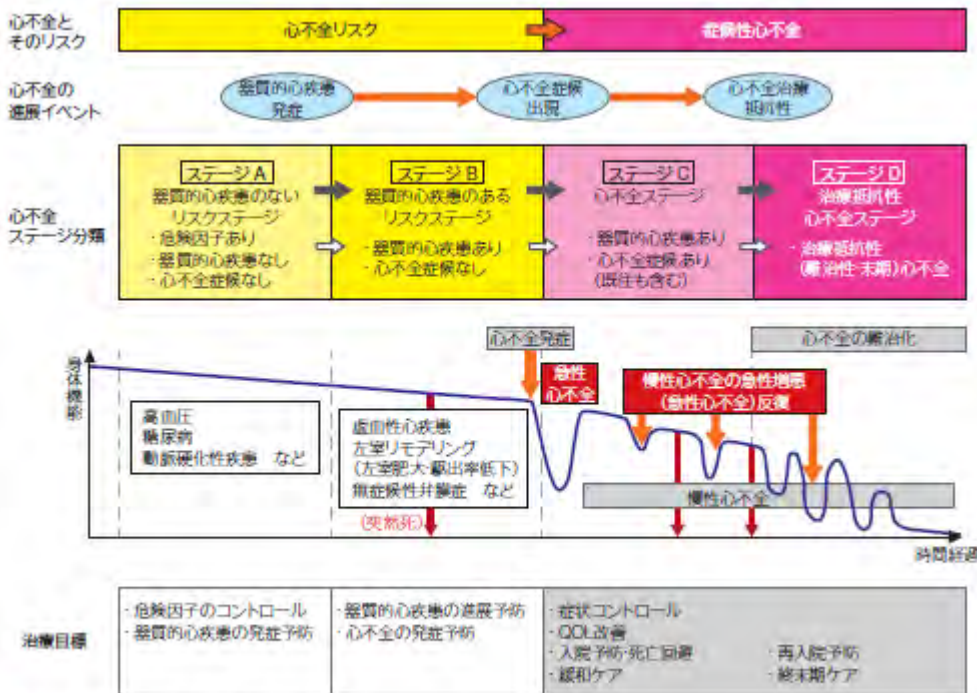 心不全と
そのリスク
心不全リスク
症候性心不全
心不全の
進展イベント
器質的心疾患
発症
心不全症候
出現
心不全治療
抵抗性
心不全
ステージ分類
ステージA
器質的心疾患のない
リスクステージ
・危険因子あり
・器質的心疾患なし
・心不全症候なし
ステージB
器質的心疾患のある
リスクステージ
・器質的心疾患あり
・心不全症候なし
ステージC
心不全ステージ
・器質的心疾患あり
・心不全症候あり
(既往も含む)
ステージD
治療抵抗性
心不全ステージ
・治療抵抗性
(難治性・末期)心不全
身体機能
心不全発症
急性
心不全
慢性心不全の急性増悪
(急性心不全)反復
心不全の難治化
高血圧
糖尿病
動脈硬化性疾患 など
虚血性心疾患
左室リモデリング
(左室肥大・駆出率低下)
無症候性弁膜症 など
(突然死)
慢性心不全
時間経過
治療目標
・危険因子のコントロール
・器質的心疾患の発症予防
・器質的心疾患の進展予防
・心不全の発症予防
・症状コントロール
・QOL改善
・入院予防・死亡回避
・緩和ケア
・再入院予防
・終末期ケア